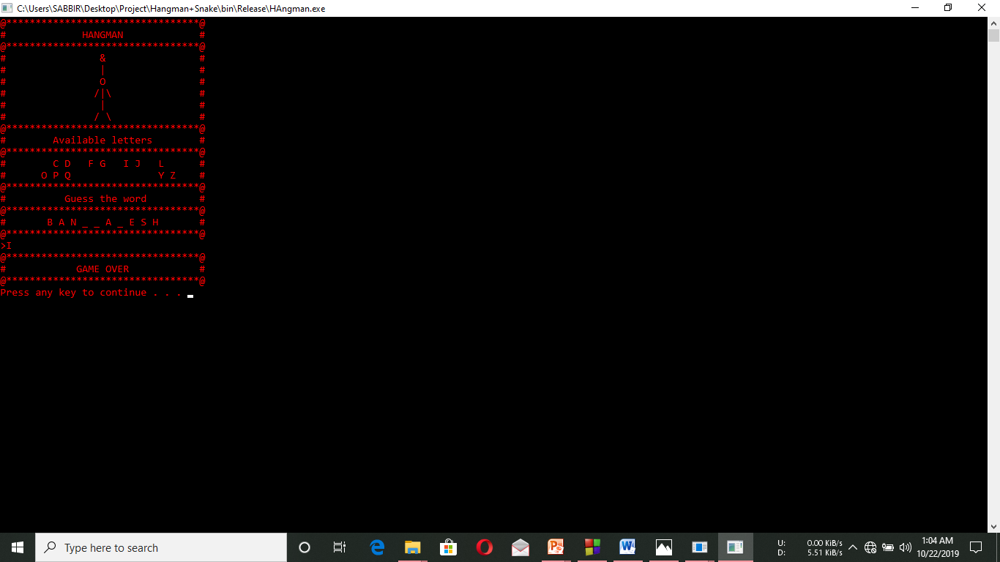 C:\Users\SABBIR\Desktop\Project\Hangman+Snake\bin\Release\HAngman.exe
@*********************************@
# HANGMAN #
@*********************************@
# & #
# | #
# O #
# /|\ #
# | #
# / \ #
@*********************************@
# Available letters #
@*********************************@
# C D F G I J L #
# O P Q Y Z #
@*********************************@
# Guess the word #
@*********************************@
# B A N _ _ A _ E S H #
@*********************************@
>I
@*********************************@
# GAME OVER #
@*********************************@
Press any key to continue . . .
Type here to search
U: 0.00 KiB/s
D: 5.51 KiB/s
1:04 AM
10/22/2019